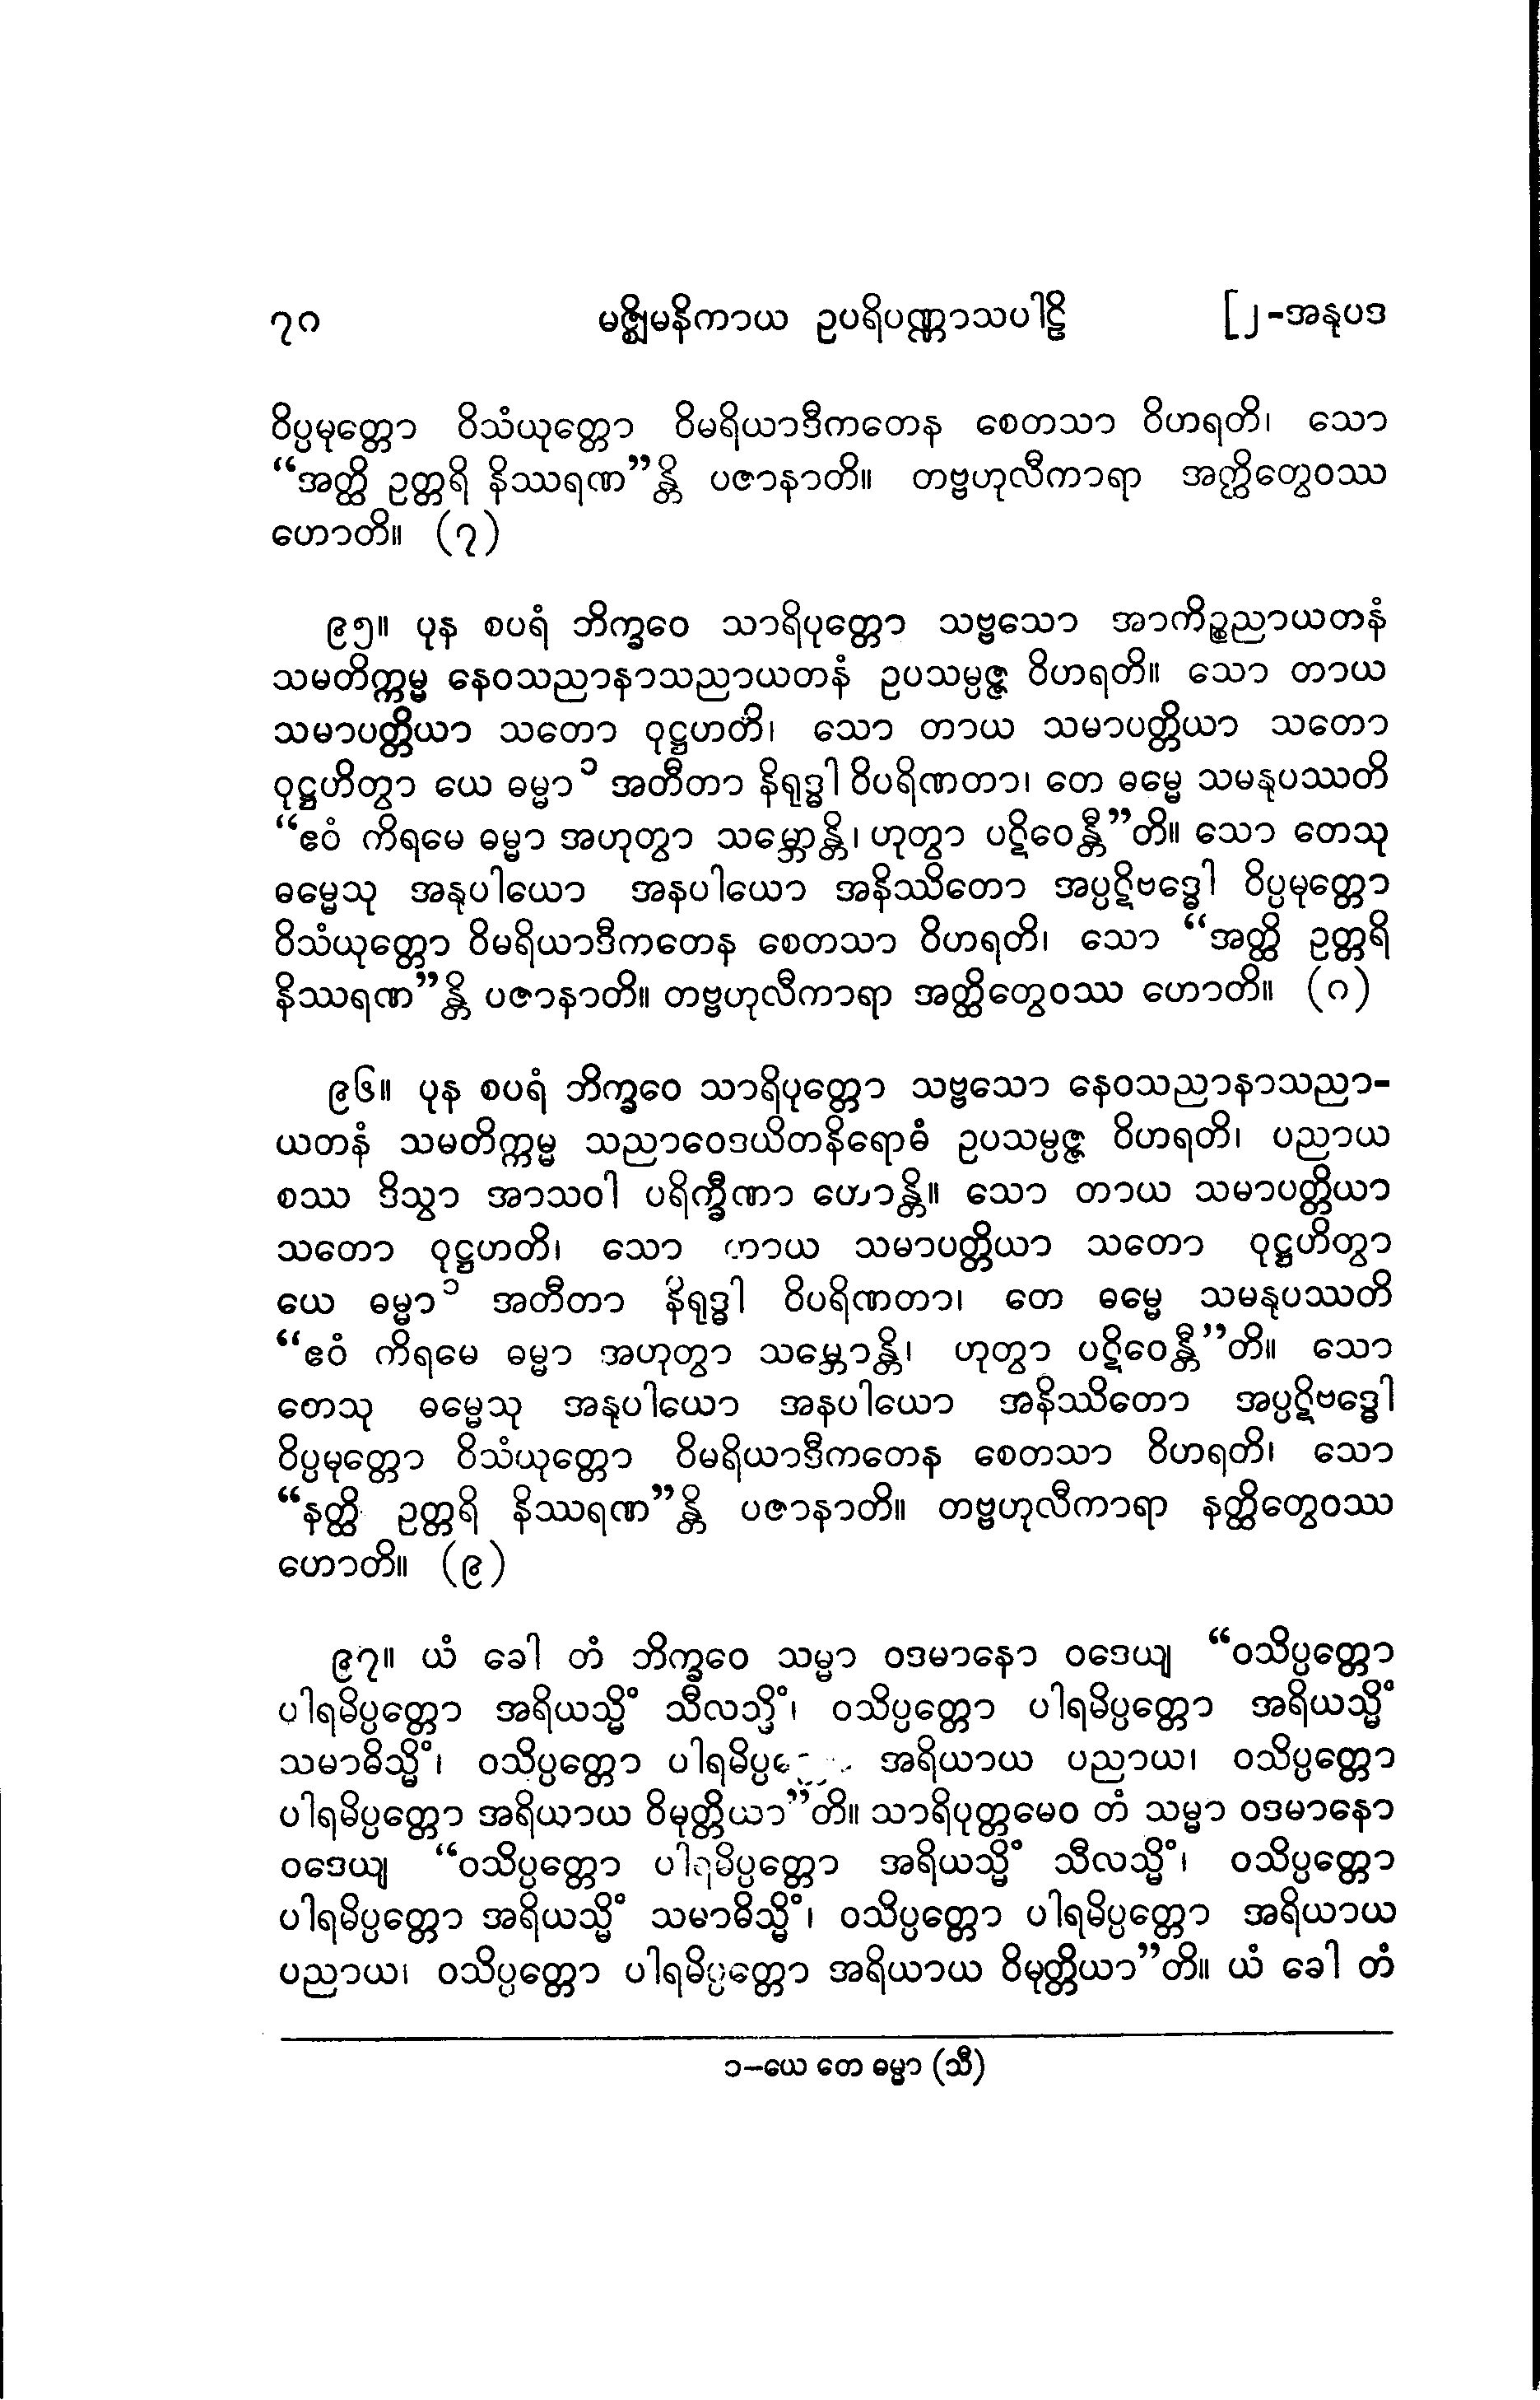 ၇၈ မဇ္ဈိမနိကာယ ဥပရိပဏ္ဏာသပါဠိ [၂-အနုပဒ
ဝိပ္ပမုတ္တော ဝိသံယုတ္တော ဝိမရိယာဒီကတေန စေတသာ ဝိဟရတိ၊ သော
“အတ္ထိ ဥတ္တရိ နိဿရဏ”န္တိ ပဇာနာတိ။ တဗ္ဗဟုလီကာရာ အတ္ထိတွေဝဿ
ဟောတိ။ (၇)
၉၅။ ပုန စပရံ ဘိက္ခဝေ သာရိပုတ္တော သဗ္ဗသော အာကိဉ္စညာယတနံ
သမတိက္ကမ္မ နေဝသညာနာသညာယတနံ ဥပသမ္ပဇ္ဇ ဝိဟရတိ။ သော တာယ
သမာပတ္တိယာ သတော ဝုဋ္ဌဟတိ၊ သော တာယ သမာပတ္တိယာ သတော
ဝုဋ္ဌဟိတွာ ယေ ဓမ္မာ ၁ အတီတာ နိရုဒ္ဓါ ဝိပရိဏတာ၊ တေ ဓမ္မေ သမနုပဿတိ
“ဧဝံ ကိရမေ ဓမ္မာ အဟုတွာ သမ္ဘောန္တိ၊ ဟုတွာ ပဋိဝေန္တီ”တိ။ သော တေသု
ဓမ္မေသု အနုပါယော အနပါယော အနိဿိတော အပ္ပဋိဗဒ္ဓေါ ဝိပ္ပမုတ္တော
ဝိသံယုတ္တော ဝိမရိယာဒီကတေန စေတသာ ဝိဟရတိ၊ သော “အတ္ထိ ဥတ္တရိ
နိဿရဏ”န္တိ ပဇာနာတိ။ တဗ္ဗဟုလီကာရာ အတ္ထိတွေဝဿ ဟောတိ။ (၈)
၉၆။ ပုန စပရံ ဘိက္ခဝေ သာရိပုတ္တော သဗ္ဗသော နေဝသညာနာသညာ-
ယတနံ သမတိက္ကမ္မ သညာဝေဒယိတနိရောဓံ ဥပသမ္ပဇ္ဇ ဝိဟရတိ၊ ပညာယ
စဿ ဒိသွာ အာသဝါ ပရိက္ခီဏာ ဟောန္တိ။ သော တာယ သမာပတ္တိယာ
သတော ဝုဋ္ဌဟတိ၊ သော တာယ သမာပတ္တိယာ သတော ဝုဋ္ဌဟိတွာ
ယေ ဓမ္မာ ၁ အတီတာ နိရုဒ္ဓါ ဝိပရိဏတာ၊ တေ ဓမ္မေ သမနုပဿတိ
“ဧဝံ ကိရမေ ဓမ္မာ အဟုတွာ သမ္ဘောန္တိ၊ ဟုတွာ ပဋိဝေန္တီ”တိ။ သော
တေသု ဓမ္မေသု အနုပါယော အနပါယော အနိဿိတော အပ္ပဋိဗဒ္ဓေါ
ဝိပ္ပမုတ္တော ဝိသံယုတ္တော ဝိမရိယာဒီကတေန စေတသာ ဝိဟရတိ၊ သော
“နတ္ထိ ဥတ္တရိ နိဿရဏ”န္တိ ပဇာနာတိ။ တဗ္ဗဟုလီကာရာ နတ္ထိတွေဝဿ
ဟောတိ။ (၉)
၉၇။ ယံ ခေါ တံ ဘိက္ခဝေ သမ္မာ ဝဒမာနော ဝဒေယျ “ဝသိပ္ပတ္တော
ပါရမိပ္ပတ္တော အရိယသ္မိံ သီလသ္မိံ၊ ဝသိပ္ပတ္တော ပါရမိပ္ပတ္တော အရိယသ္မိံ
သမာဓိသ္မိံ၊ ဝသိပ္ပတ္တော အရိယာယ ပညာယ၊ ဝသိပ္ပတ္တော
ပါရမိပ္ပတ္တော အရိယာယ ဝိမုတ္တိယာ”တိ။ သာရိပုတ္တမေဝ တံ သမ္မာ ဝဒမာနော
ဝဒေယျ “ဝသိပ္ပတ္တော ပါရမိပ္ပတ္တော အရိယသ္မိံ သီလသ္မိံ၊ ဝသိပ္ပတ္တော
ပါရမိပ္ပတ္တော အရိယသ္မိံ သမာဓိသ္မိံ၊ ဝသိပ္ပတ္တော ပါရမိပ္ပတ္တော အရိယာယ
ပညာယ၊ ဝသိပ္ပတ္တော ပါရမိပ္ပတ္တော အရိယာယ ဝိမုတ္တိယာ”တိ။ ယံ ခေါ တံ
၁–ယေ တေ ဓမ္မာ (သီ)